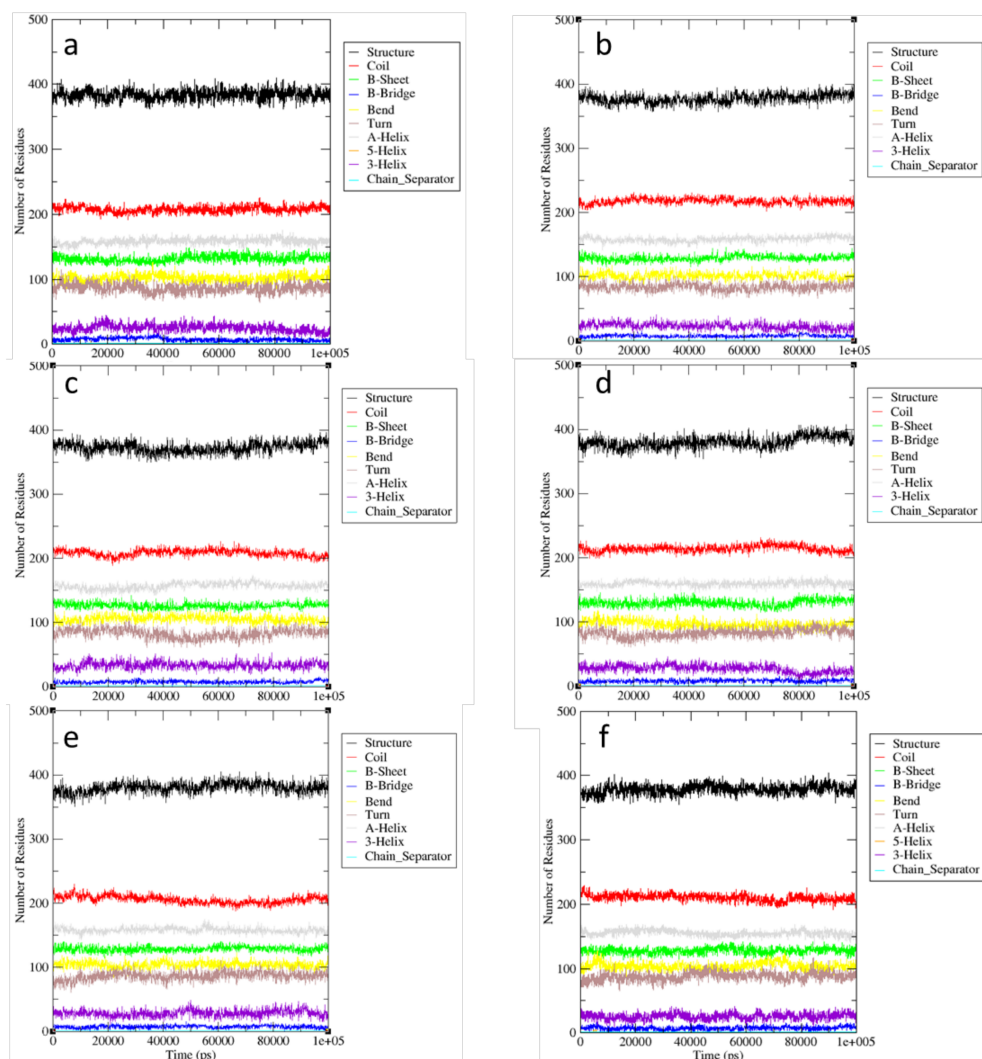 a
500
400
300
200
100
0
Number of Residues
0 20000 40000 60000 80000 1e+05
Structure
Coil
B-Sheet
B-Bridge
Bend
Turn
A-Helix
5-Helix
3-Helix
Chain_Separator
b
500
400
300
200
100
0
Number of Residues
0 20000 40000 60000 80000 1e+05
Structure
Coil
B-Sheet
B-Bridge
Bend
Turn
A-Helix
3-Helix
Chain_Separator
c
500
400
300
200
100
0
Number of Residues
0 20000 40000 60000 80000 1e+05
Structure
Coil
B-Sheet
B-Bridge
Bend
Turn
A-Helix
3-Helix
Chain_Separator
d
500
400
300
200
100
0
Number of Residues
0 20000 40000 60000 80000 1e+05
Structure
Coil
B-Sheet
B-Bridge
Bend
Turn
A-Helix
3-Helix
Chain_Separator
e
500
400
300
200
100
0
Number of Residues
0 20000 40000 60000 80000 1e+05
Time (ps)
Structure
Coil
B-Sheet
B-Bridge
Bend
Turn
A-Helix
3-Helix
Chain_Separator
f
500
400
300
200
100
0
Number of Residues
0 20000 40000 60000 80000 1e+05
Time (ps)
Structure
Coil
B-Sheet
B-Bridge
Bend
Turn
A-Helix
5-Helix
3-Helix
Chain_Separator